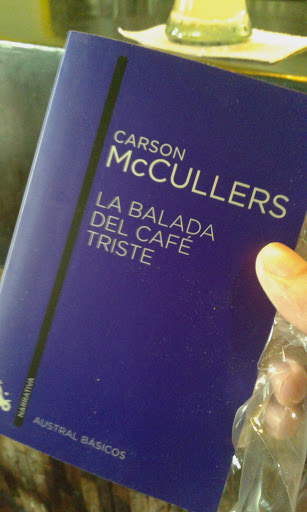 CARSON
McCULLERS
LA BALADA
DEL CAFÉ
TRISTE
NARRATIVA
AUSTRAL BÁSICOS